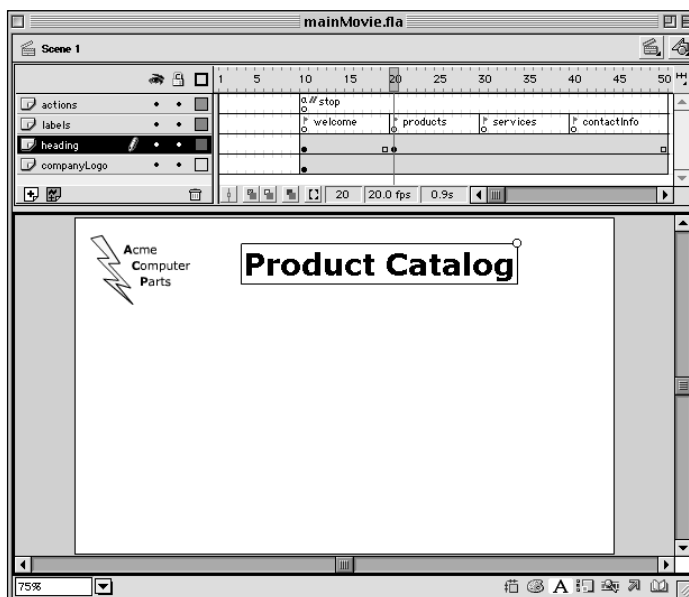 mainMovie.fla
Scene 1
1 5 10 15 20 25 30 35 40 45 50
actions
a // stop
labels
welcome products services contactInfo
heading
companyLogo
20 20.0 fps 0.9s
Acme
Computer
Parts
Product Catalog
75%
A